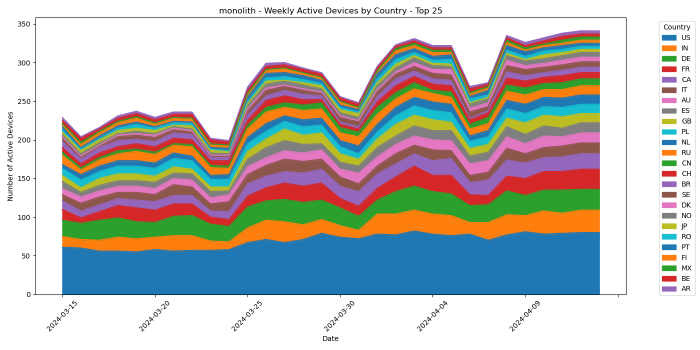 monolith - Weekly Active Devices by Country - Top 25
Number of Active Devices
350
300
250
200
150
100
50
0
2024-03-15
2024-03-20
2024-03-25
2024-03-30
2024-04-04
2024-04-09
Date
Country
US
IN
DE
FR
CA
IT
AU
ES
GB
PL
NL
RU
CN
CH
BR
SE
DK
NO
JP
RO
PT
FI
MX
BE
AR